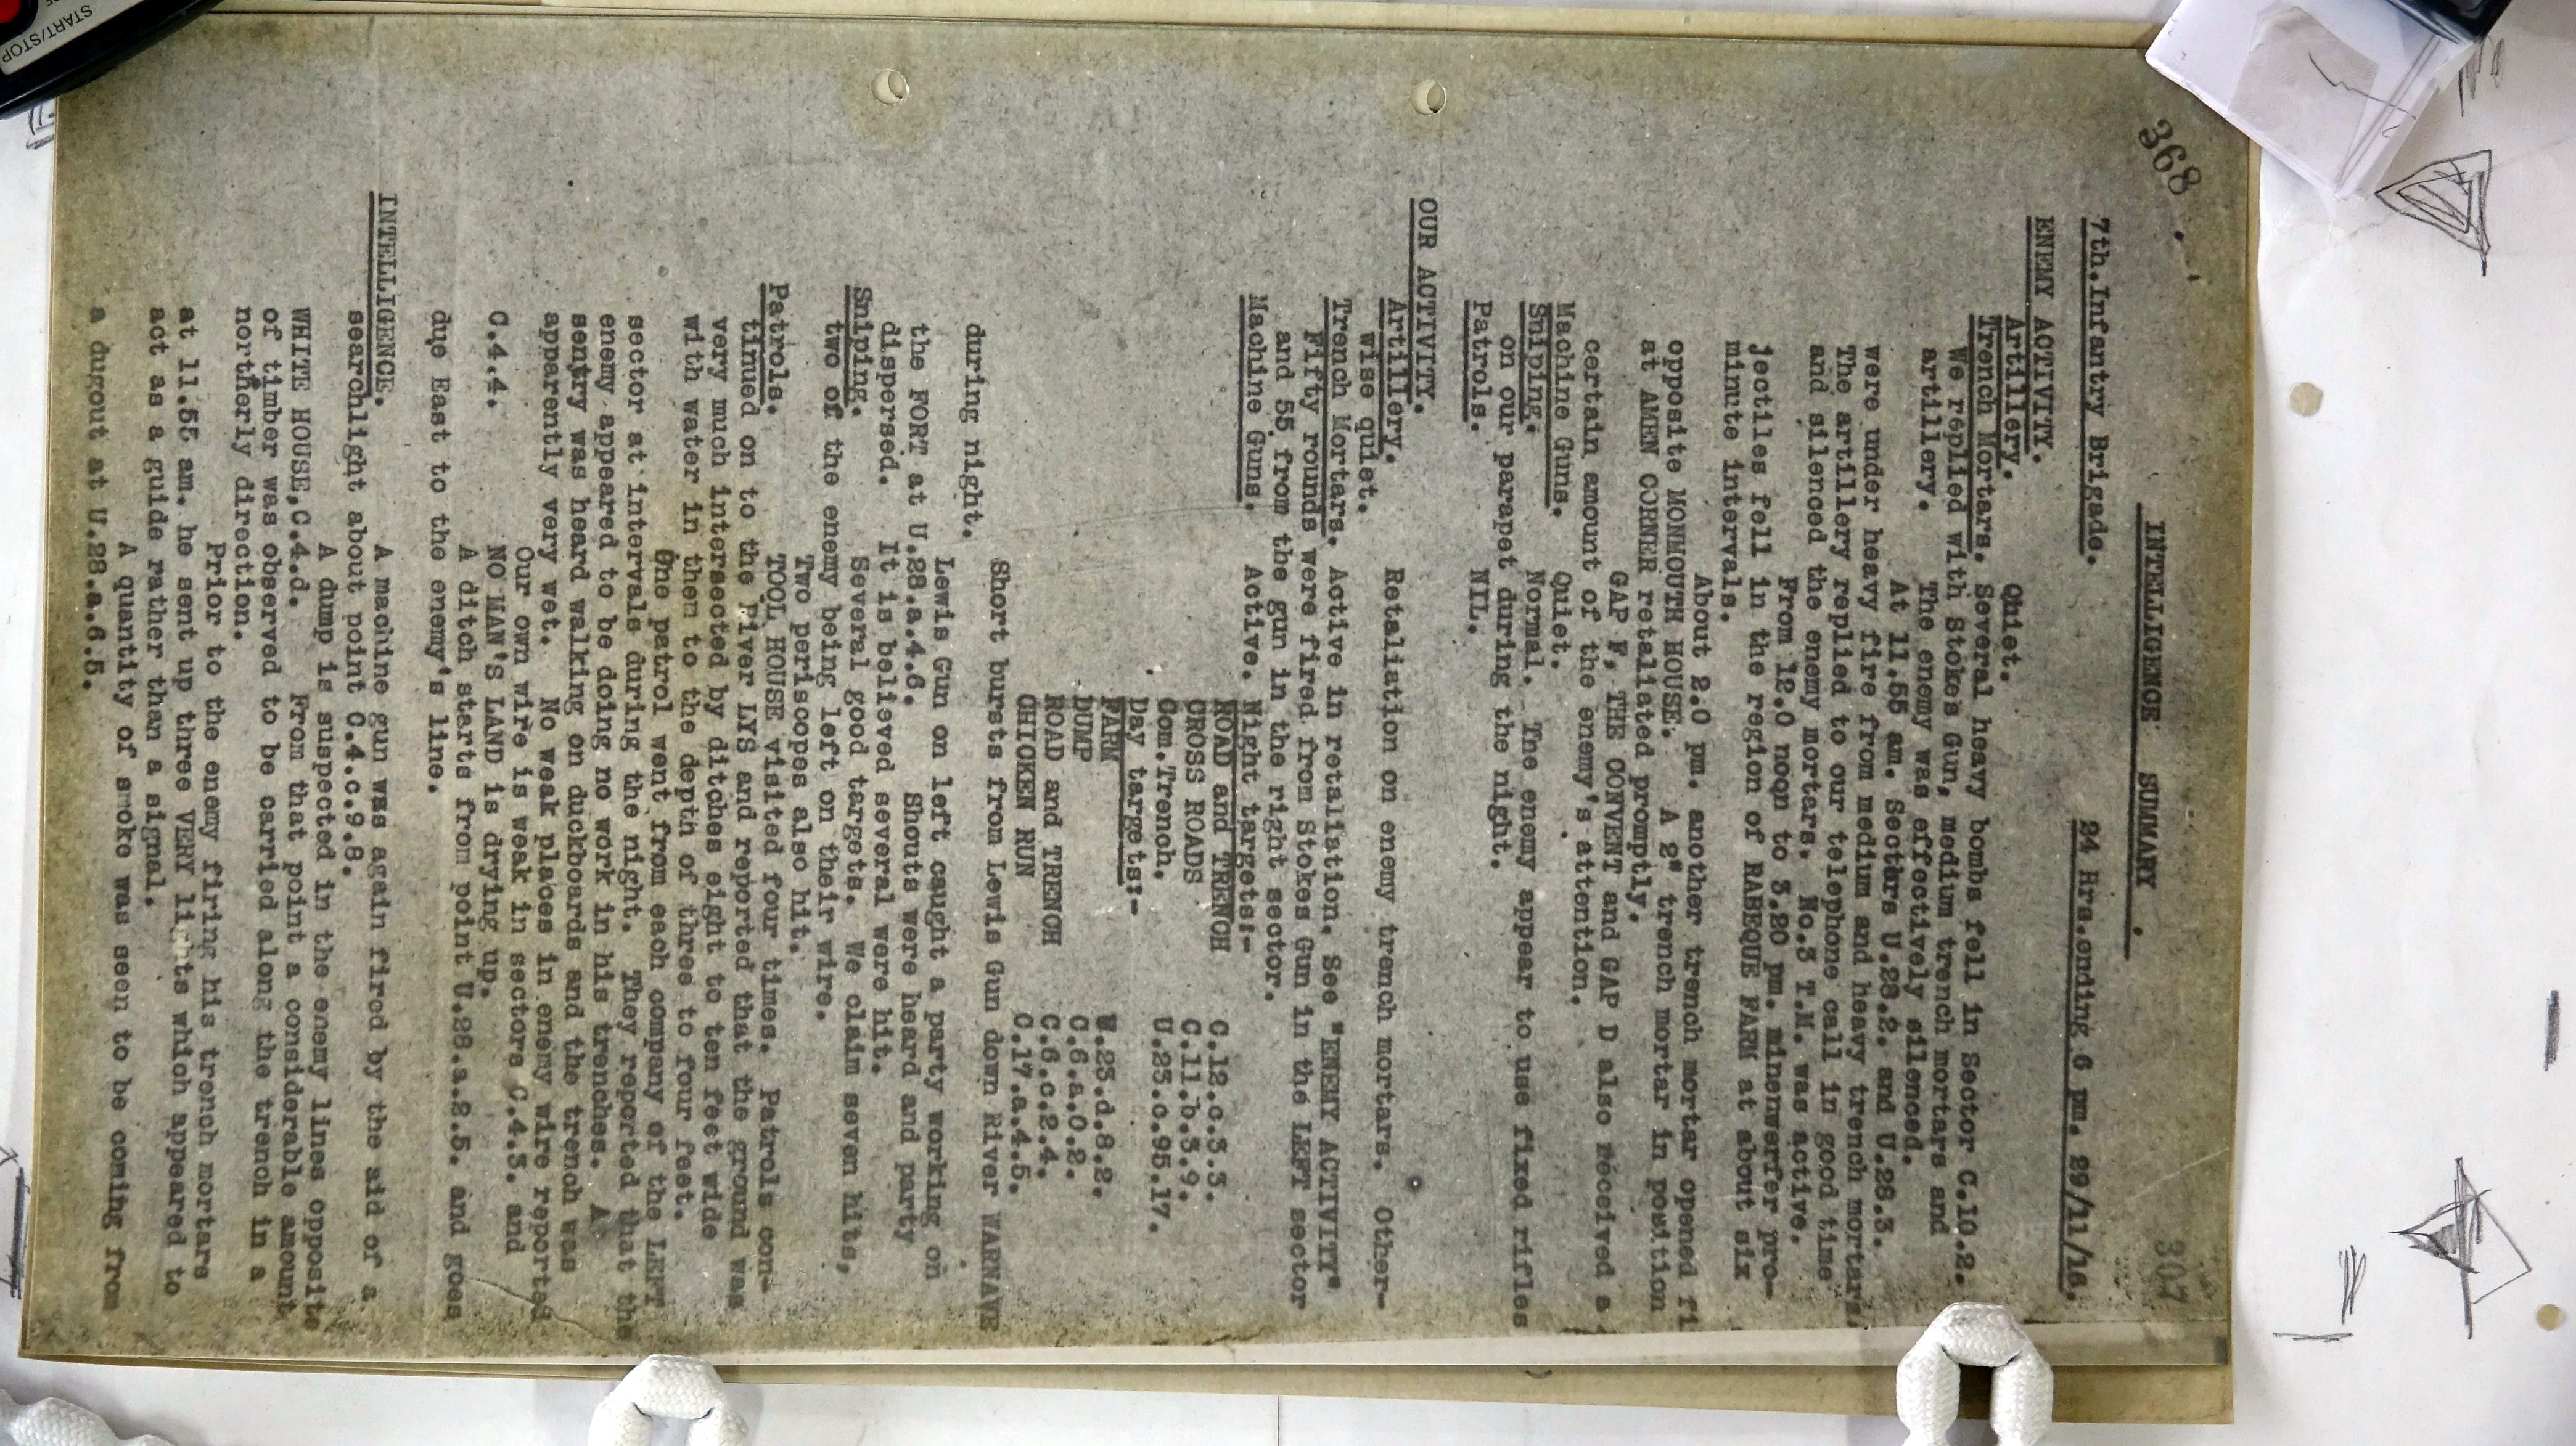 START/STOP
368
307
INTELLIGENCE SUMMARY .
7th.Infantry Brigade. 24 Hrs.ending 6 pm. 29/11/16.
ENEMY ACTIVITY.
Artillery. Qhiet.
Trench Mortars. Several heavy bombs fell in Sector C.10.2.
We replied with Stokes Gun, medium trench mortars and
artillery. The enemy was effectively silenced.
At 11.55 am. Secters U.28.2. and U.28.3.
were under heavy fire from medium and heavy trench mortars.
The artillery replied to our telephone call in good time
and silenced the enemy mortars. No.3 T.M. was active.
From 12.0 noon to 3.20 pm. minenwerfer pro-
jectiles fell in the region of RABEQUE FARM at about six
minute intervals.
About 2.0 pm. another trench mortar opened fi
opposite MONMOUTH HOUSE. A 2" trench mortar in position
at AMEN CORNER retaliated promptly.
GAP F, THE CONVENT and GAP D also received a
certain amount of the enemy's attention.
Machine Guns. Quiet.
Sniping. Normal. The enemy appear to use fixed rifles
on our parapet during the night.
Patrols. NIL.
OUR ACTIVITY.
Artillery. Retaliation on enemy trench mortars. Other-
wise quiet.
Trench Mortars. Active in retaliation. See "ENEMY ACTIVITY"
Fifty rounds were fired from Stokes Gun in the LEFT sector
and 55 from the gun in the right sector.
Machine Guns. Active. Night targets:-
ROAD and TRENCH C.12.c.3.3.
CROSS ROADS C.11.b.3.9.
Com.Trench. U.23.c.95.17.
Day targets:-
FARM U.23.d.8.2.
DUMP C.6.a.0.2.
ROAD and TRENCH C.6.c.2.4.
CHICKEN RUN C.17.a.4.5.
Short bursts from Lewis Gun down River WARNAVE
during night.
Lewis Gun on left caught a party working on
the FORT at U.28.a.4.6. Shouts were heard and party
dispersed. It is believed several were hit.
Sniping. Several good targets. We claim seven hits,
two of the enemy being left on their wire.
Two periscopes also hit.
Patrols. TOOL HOUSE visited four times. Patrols con-
tinued on to the River LYS and reported that the ground was
very much intersected by ditches eight to ten feet wide
with water in then to the depth of three to four feet.
One patrol went from each company of the LEFT
sector at intervals during the night. They reported that the
enemy appeared to be doing no work in his trenches. A
sentry was heard walking on duckboards and the trench was
apparently very wet. No weak places in enemy wire reported
Our own wire is weak in sectors C.4.3. and
C.4.4. NO MAN'S LAND is drying up.
A ditch starts from point U.28.a.2.5. and goes
due East to the enemy's line.
INTELLIGENCE. A machine gun was again fired by the aid of a
searchlight about point C.4.c.9.8.
A dump is suspected in the enemy lines opposite
WHITE HOUSE,C.4.d. From that point a considerable amount
of timber was observed to be carried along the trench in a
northerly direction.
Prior to the enemy firing his trench mortars
at 11.55 am. he sent up three VERY lights which appeared to
act as a guide rather than a signal.
A quantity of smoke was seen to be coming from
a dugout at U.28.a.6.5.